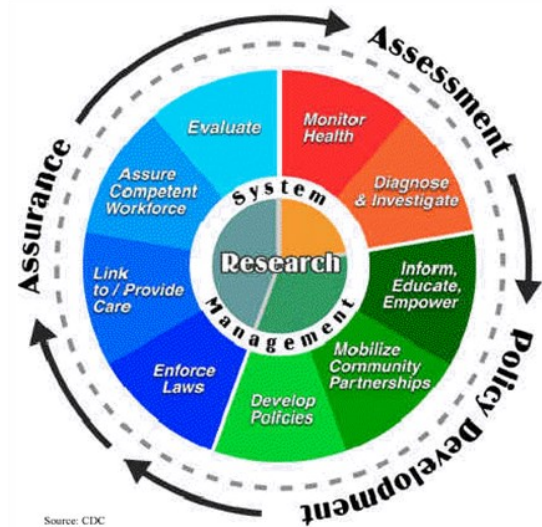 Assessment
Policy Development
Assurance
Monitor
Health
Diagnose
& Investigate
Inform,
Educate,
Empower
Mobilize
Community
Partnerships
Develop
Policies
Enforce
Laws
Link
to / Provide
Care
Assure
Competent
Workforce
Evaluate
System
Management
Research
Source: CDC